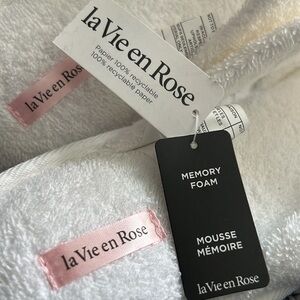 la Vie en Rose
la Vie en Rose
Papier 100% recyclable
100% recyclable paper
MEMORY
FOAM
MOUSSE
MÉMOIRE
la Vie en Rose
la Vie en Rose